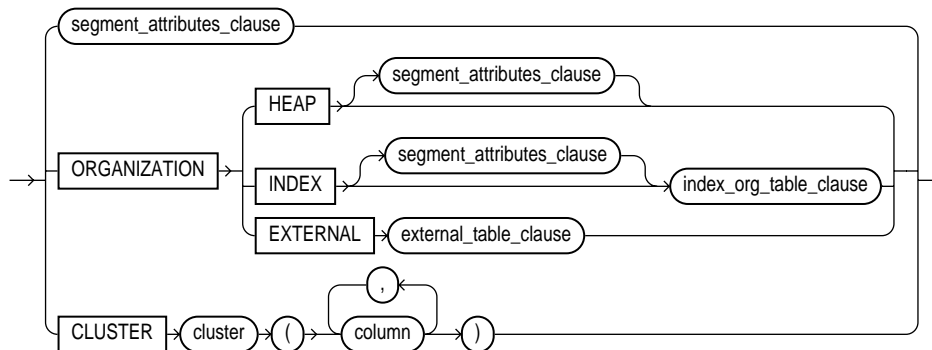 segment_attributes_clause
segment_attributes_clause
HEAP
segment_attributes_clause
ORGANIZATION
INDEX
index_org_table_clause
EXTERNAL
external_table_clause
,
CLUSTER cluster ( column )